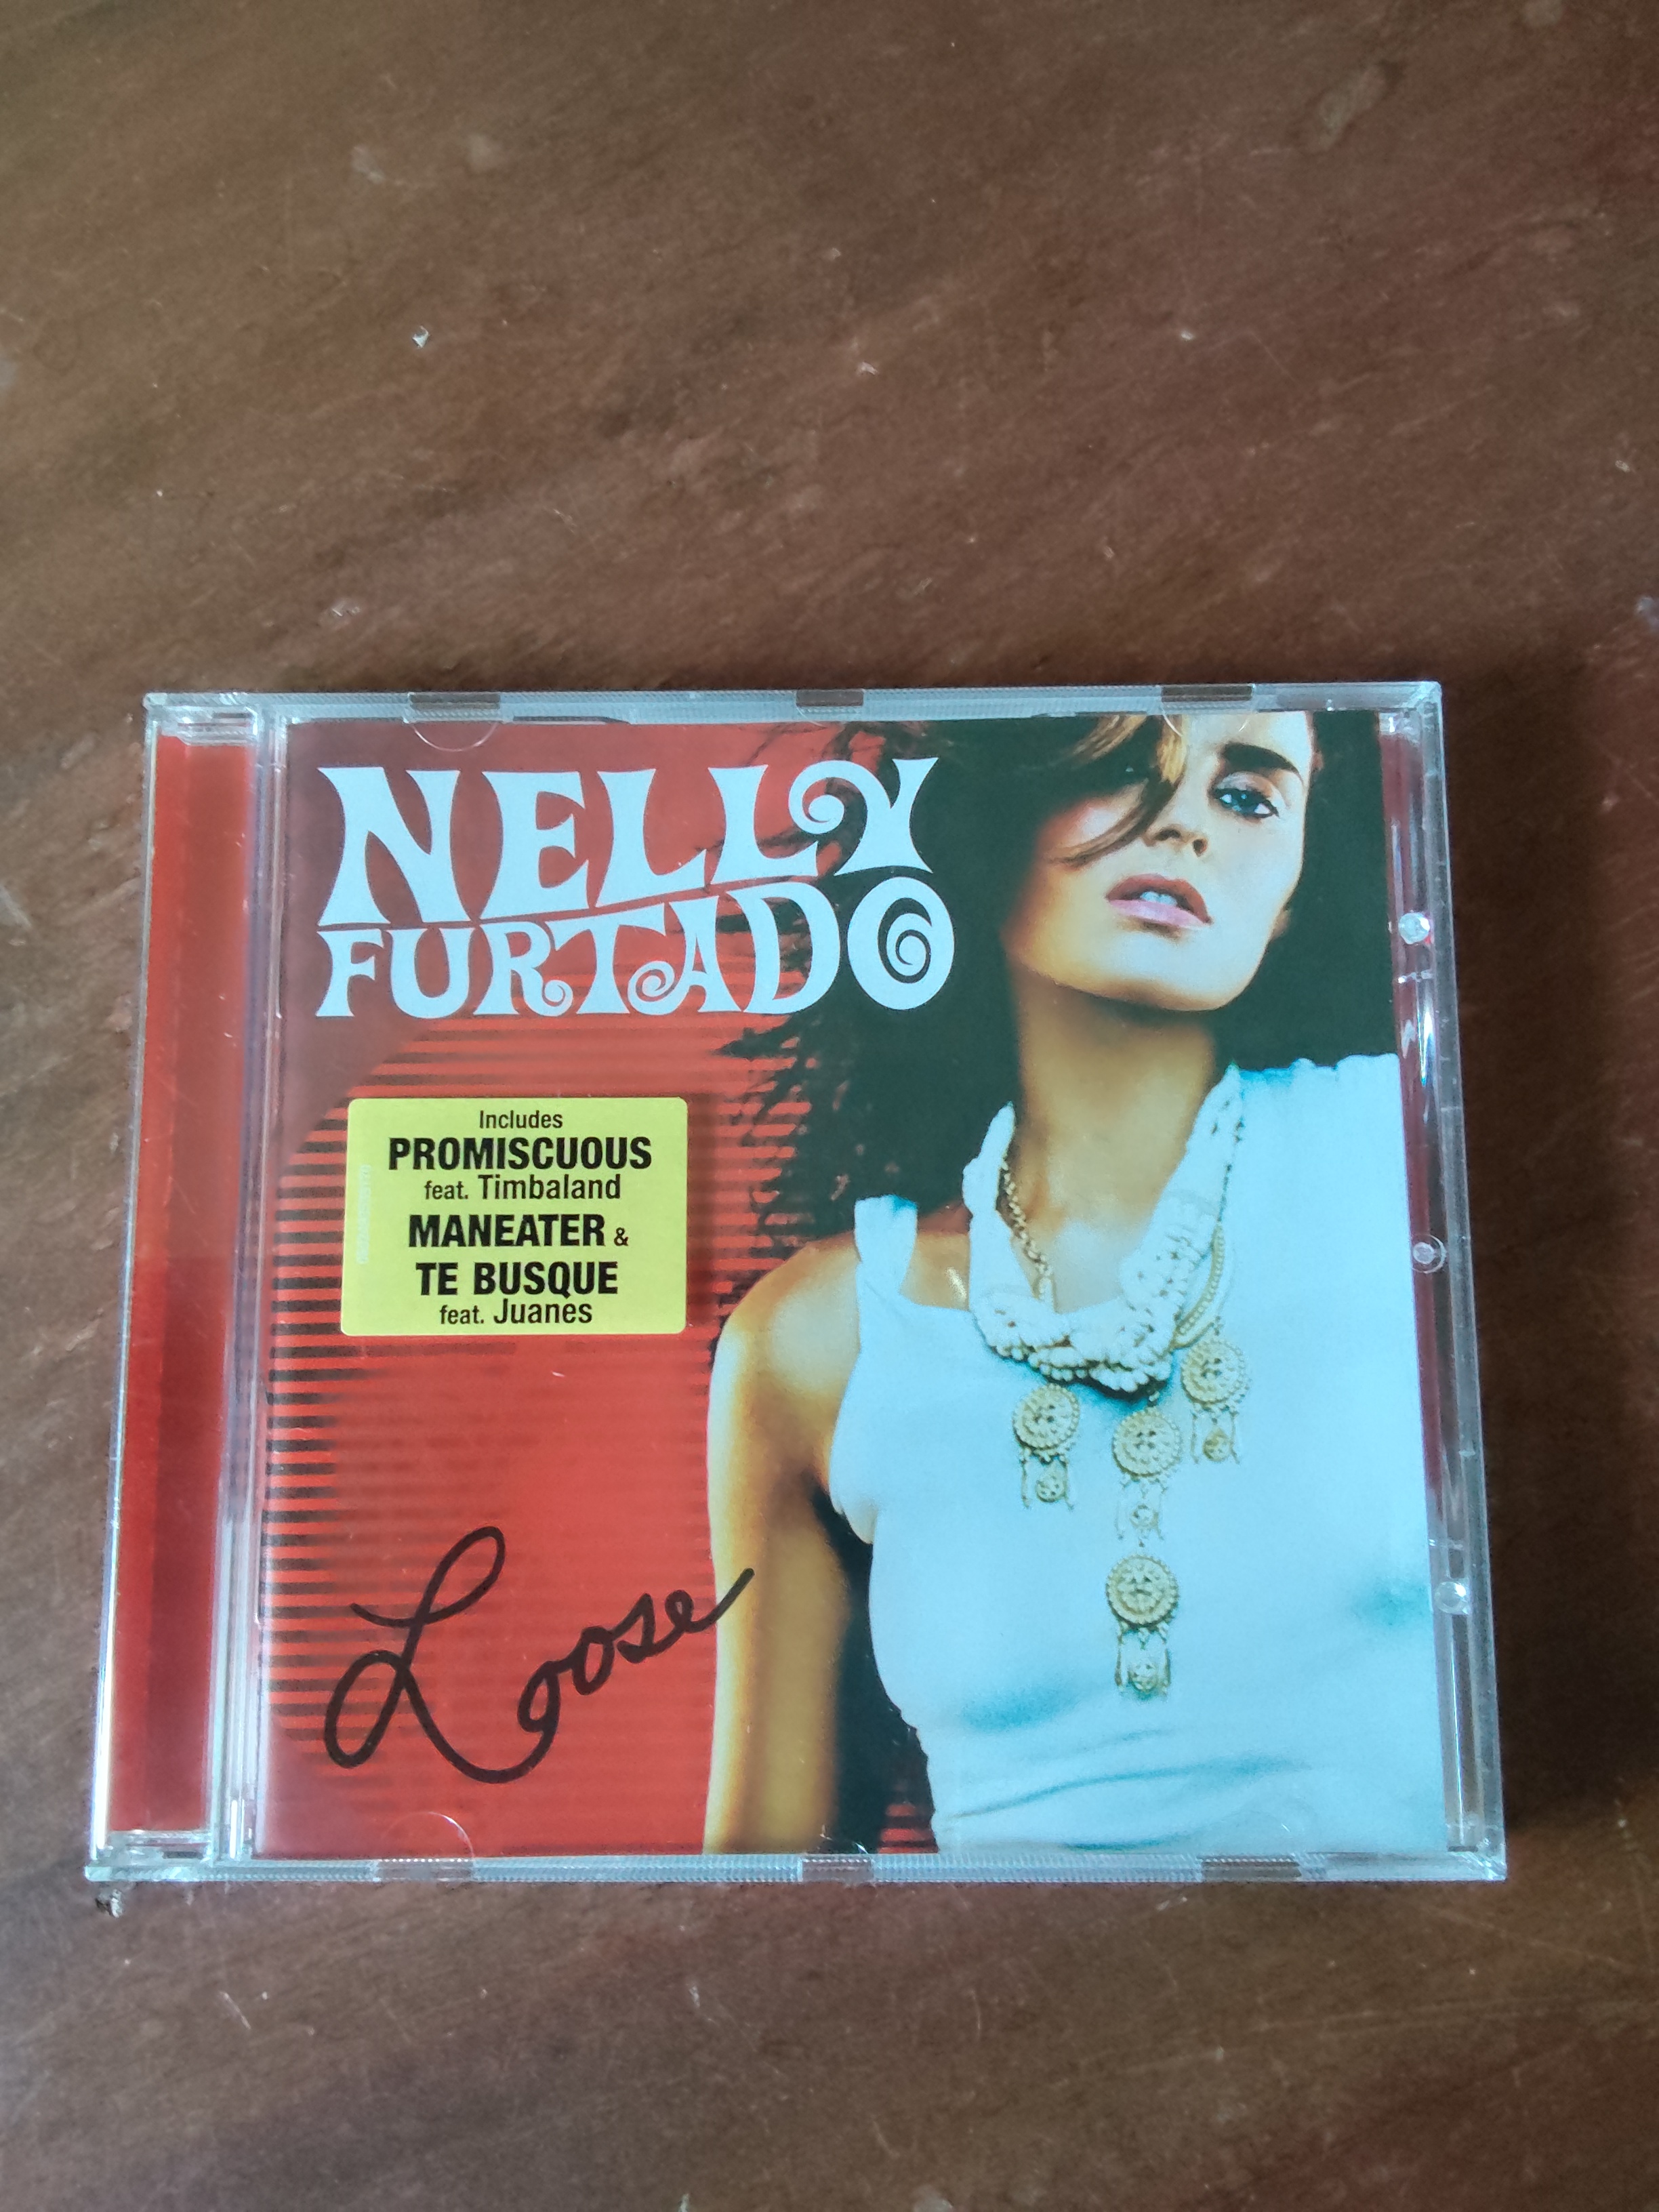 NELLY
FURTADO
Includes
PROMISCUOUS
feat. Timbaland
MANEATER &
TE BUSQUE
feat. Juanes
Loose